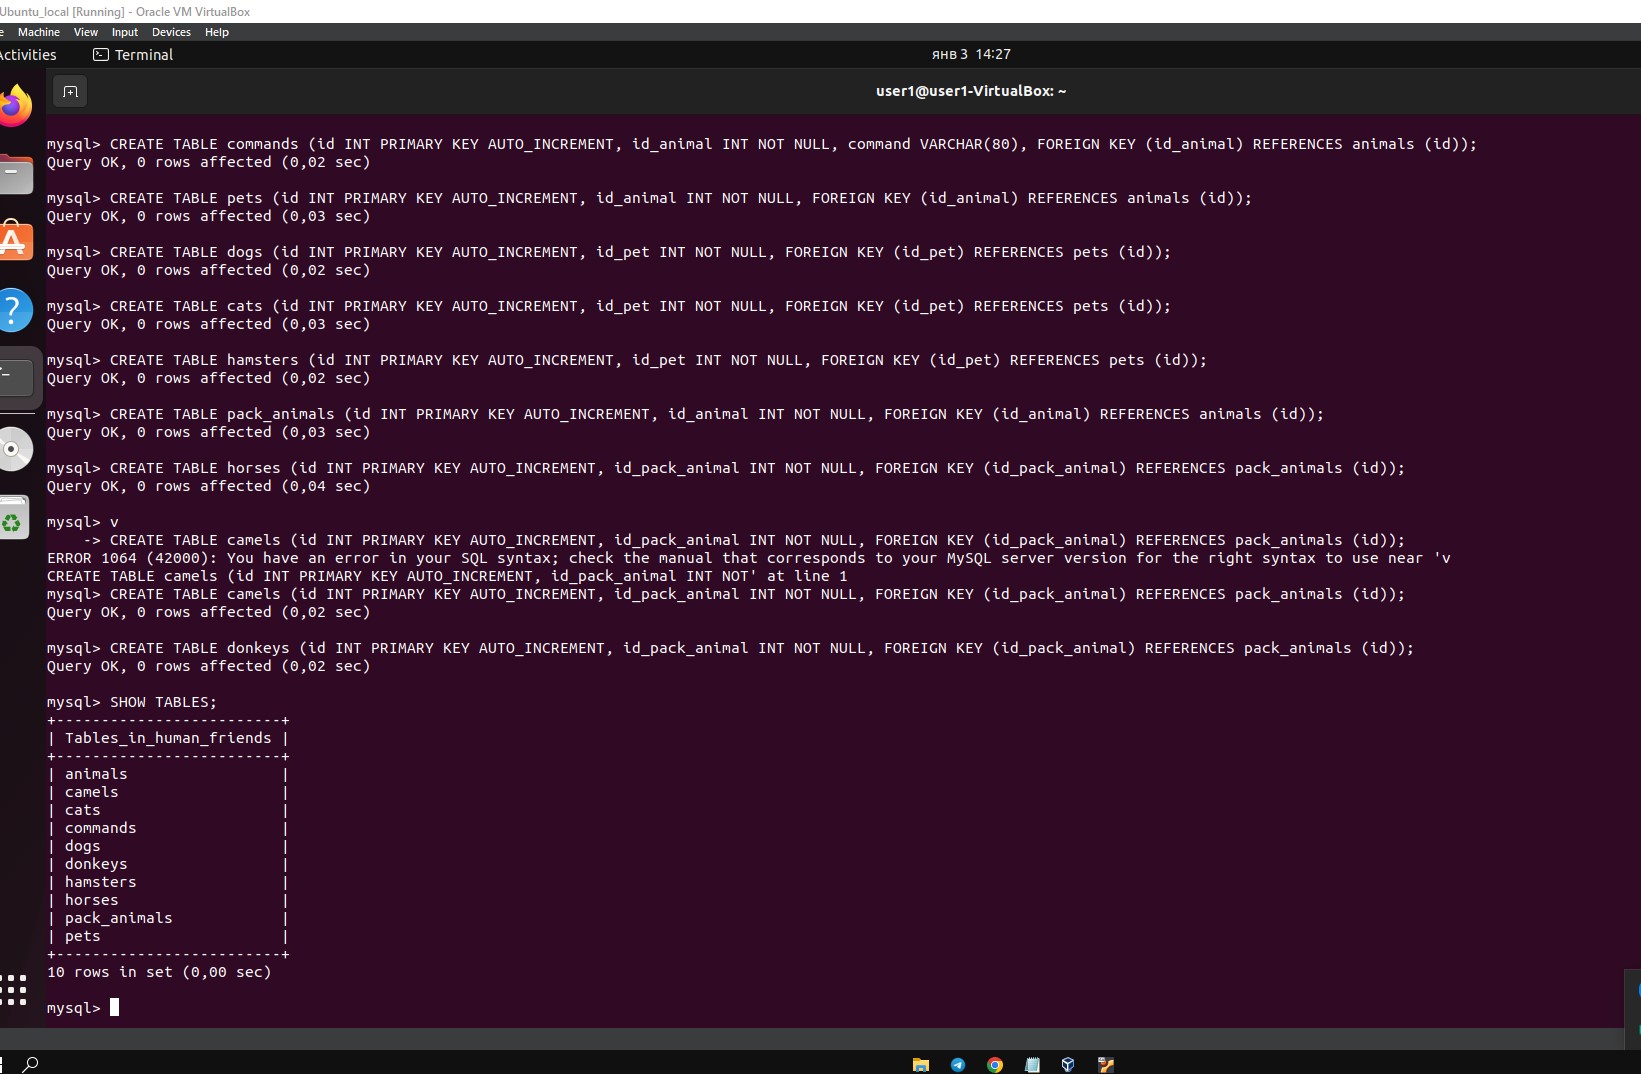 Ubuntu_local [Running] - Oracle VM VirtualBox
Machine View Input Devices Help
Terminal
янв 3 14:27
user1@user1-VirtualBox: ~
mysql> CREATE TABLE commands (id INT PRIMARY KEY AUTO_INCREMENT, id_animal INT NOT NULL, command VARCHAR(80), FOREIGN KEY (id_animal) REFERENCES animals (id));
Query OK, 0 rows affected (0,02 sec)
mysql> CREATE TABLE pets (id INT PRIMARY KEY AUTO_INCREMENT, id_animal INT NOT NULL, FOREIGN KEY (id_animal) REFERENCES animals (id));
Query OK, 0 rows affected (0,03 sec)
mysql> CREATE TABLE dogs (id INT PRIMARY KEY AUTO_INCREMENT, id_pet INT NOT NULL, FOREIGN KEY (id_pet) REFERENCES pets (id));
Query OK, 0 rows affected (0,02 sec)
mysql> CREATE TABLE cats (id INT PRIMARY KEY AUTO_INCREMENT, id_pet INT NOT NULL, FOREIGN KEY (id_pet) REFERENCES pets (id));
Query OK, 0 rows affected (0,03 sec)
mysql> CREATE TABLE hamsters (id INT PRIMARY KEY AUTO_INCREMENT, id_pet INT NOT NULL, FOREIGN KEY (id_pet) REFERENCES pets (id));
Query OK, 0 rows affected (0,02 sec)
mysql> CREATE TABLE pack_animals (id INT PRIMARY KEY AUTO_INCREMENT, id_animal INT NOT NULL, FOREIGN KEY (id_animal) REFERENCES animals (id));
Query OK, 0 rows affected (0,03 sec)
mysql> CREATE TABLE horses (id INT PRIMARY KEY AUTO_INCREMENT, id_pack_animal INT NOT NULL, FOREIGN KEY (id_pack_animal) REFERENCES pack_animals (id));
Query OK, 0 rows affected (0,04 sec)
mysql> v
-> CREATE TABLE camels (id INT PRIMARY KEY AUTO_INCREMENT, id_pack_animal INT NOT NULL, FOREIGN KEY (id_pack_animal) REFERENCES pack_animals (id));
ERROR 1064 (42000): You have an error in your SQL syntax; check the manual that corresponds to your MySQL server version for the right syntax to use near 'v
CREATE TABLE camels (id INT PRIMARY KEY AUTO_INCREMENT, id_pack_animal INT NOT' at line 1
mysql> CREATE TABLE camels (id INT PRIMARY KEY AUTO_INCREMENT, id_pack_animal INT NOT NULL, FOREIGN KEY (id_pack_animal) REFERENCES pack_animals (id));
Query OK, 0 rows affected (0,02 sec)
mysql> CREATE TABLE donkeys (id INT PRIMARY KEY AUTO_INCREMENT, id_pack_animal INT NOT NULL, FOREIGN KEY (id_pack_animal) REFERENCES pack_animals (id));
Query OK, 0 rows affected (0,02 sec)
mysql> SHOW TABLES;
+-------------------------+
| Tables_in_human_friends |
+-------------------------+
| animals |
| camels |
| cats |
| commands |
| dogs |
| donkeys |
| hamsters |
| horses |
| pack_animals |
| pets |
+-------------------------+
10 rows in set (0,00 sec)
mysql>